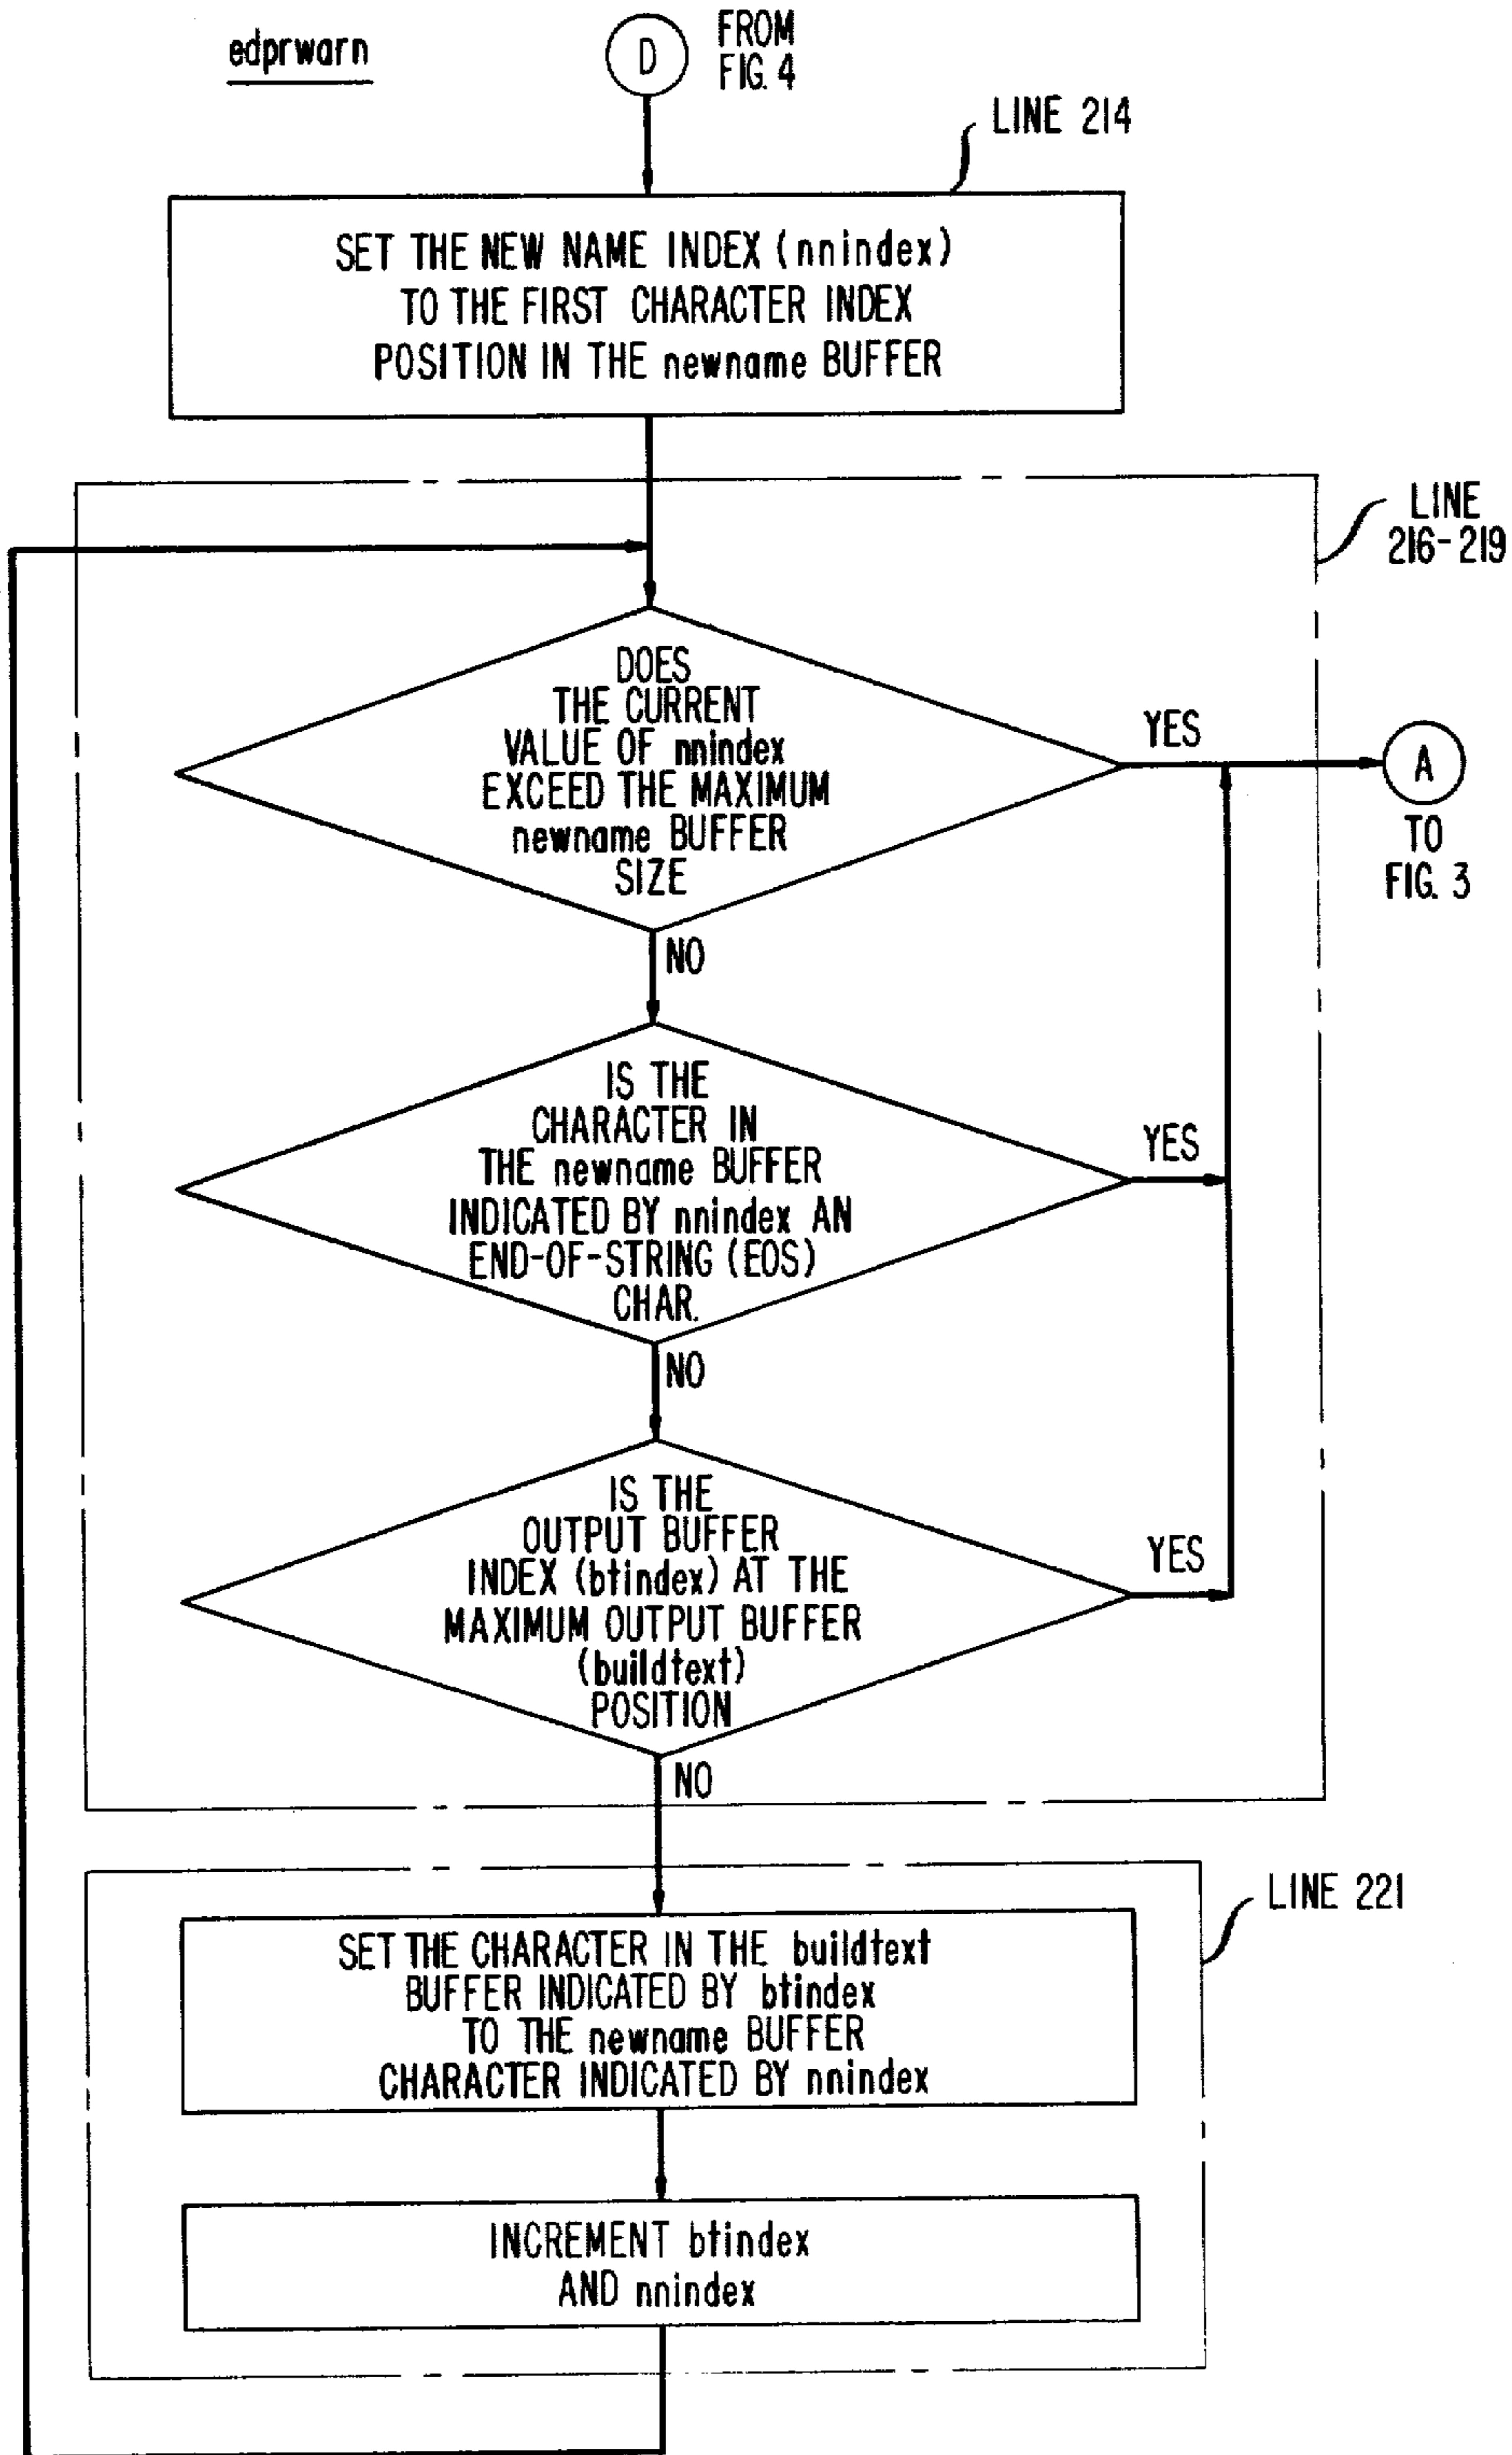 edprwarn
D
FROM
FIG. 4
LINE 214
SET THE NEW NAME INDEX (nnindex)
TO THE FIRST CHARACTER INDEX
POSITION IN THE newname BUFFER
LINE
216-219
DOES
THE CURRENT
VALUE OF nnindex
EXCEED THE MAXIMUM
newname BUFFER
SIZE
YES
A
TO
FIG. 3
NO
IS THE
CHARACTER IN
THE newname BUFFER
INDICATED BY nnindex AN
END-OF-STRING (EOS)
CHAR.
YES
NO
IS THE
OUTPUT BUFFER
INDEX (btindex) AT THE
MAXIMUM OUTPUT BUFFER
(buildtext)
POSITION
YES
NO
LINE 221
SET THE CHARACTER IN THE buildtext
BUFFER INDICATED BY btindex
TO THE newname BUFFER
CHARACTER INDICATED BY nnindex
INCREMENT btindex
AND nnindex